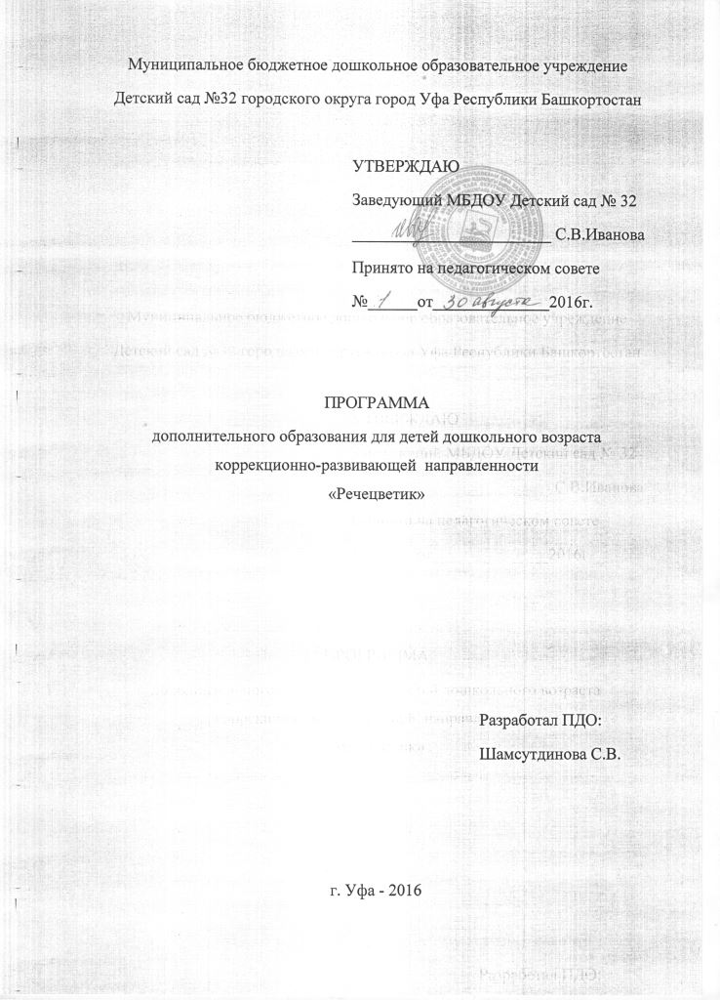 Муниципальное бюджетное дошкольное образовательное учреждение
Детский сад №32 городского округа город Уфа Республики Башкортостан
УТВЕРЖДАЮ
Заведующий МБДОУ Детский сад № 32
С.В.Иванова
Принято на педагогическом совете
№ 1 от 30 августа 2016г.
ПРОГРАММА
дополнительного образования для детей дошкольного возраста
коррекционно-развивающей направленности
«Речецветик»
Разработал ПДО:
Шамсутдинова С.В.
г. Уфа - 2016